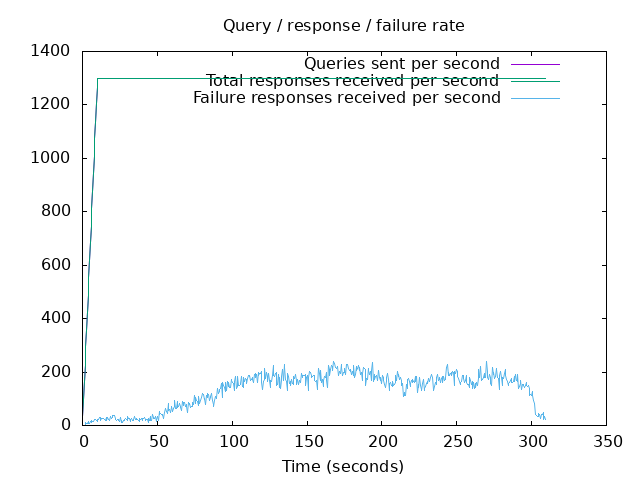 Query / response / failure rate
1400
1200
1000
800
600
400
200
0
Queries sent per second
Total responses received per second
Failure responses received per second
0 50 100 150 200 250 300 350
Time (seconds)